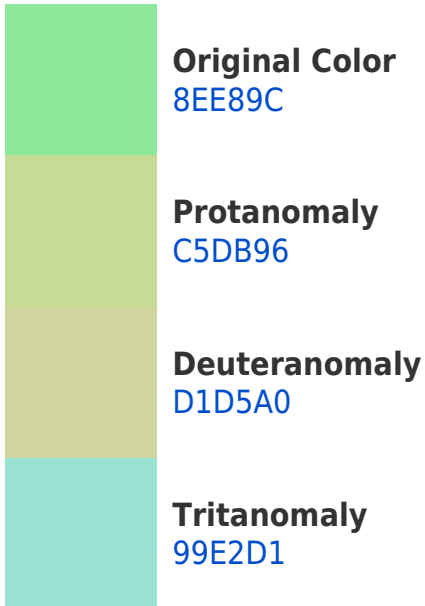 Original Color
8EE89C
Protanomaly
C5DB96
Deuteranomaly
D1D5A0
Tritanomaly
99E2D1